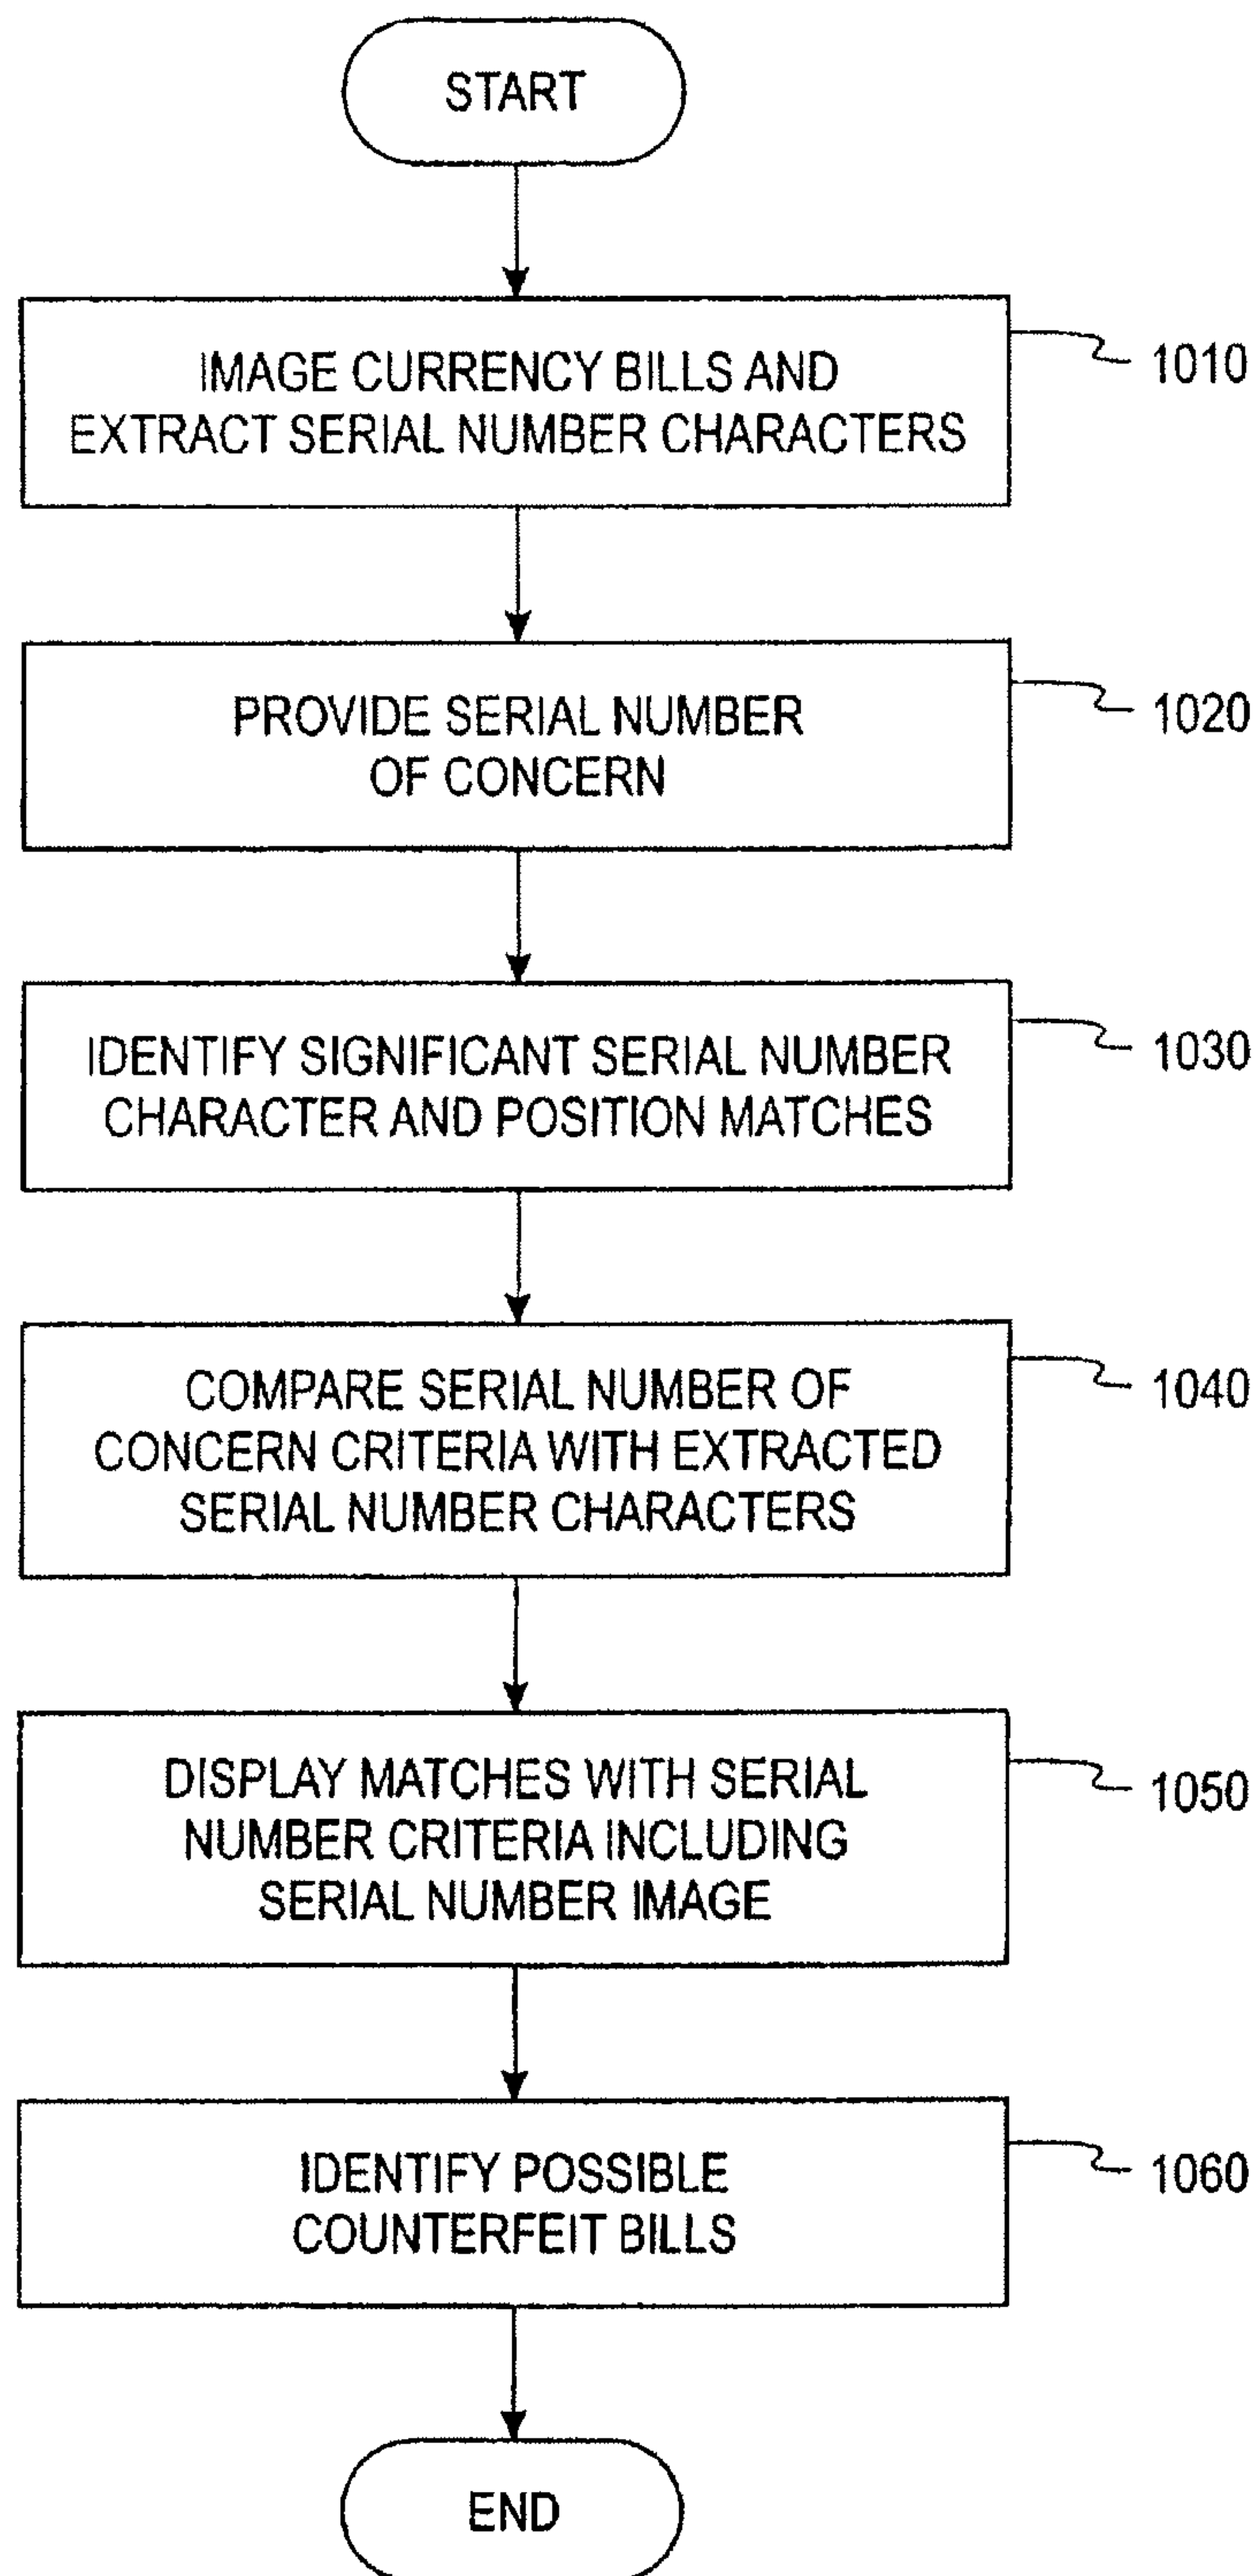 START
IMAGE CURRENCY BILLS AND
EXTRACT SERIAL NUMBER CHARACTERS
1010
PROVIDE SERIAL NUMBER
OF CONCERN
1020
IDENTIFY SIGNIFICANT SERIAL NUMBER
CHARACTER AND POSITION MATCHES
1030
COMPARE SERIAL NUMBER OF
CONCERN CRITERIA WITH EXTRACTED
SERIAL NUMBER CHARACTERS
1040
DISPLAY MATCHES WITH SERIAL
NUMBER CRITERIA INCLUDING
SERIAL NUMBER IMAGE
1050
IDENTIFY POSSIBLE
COUNTERFEIT BILLS
1060
END